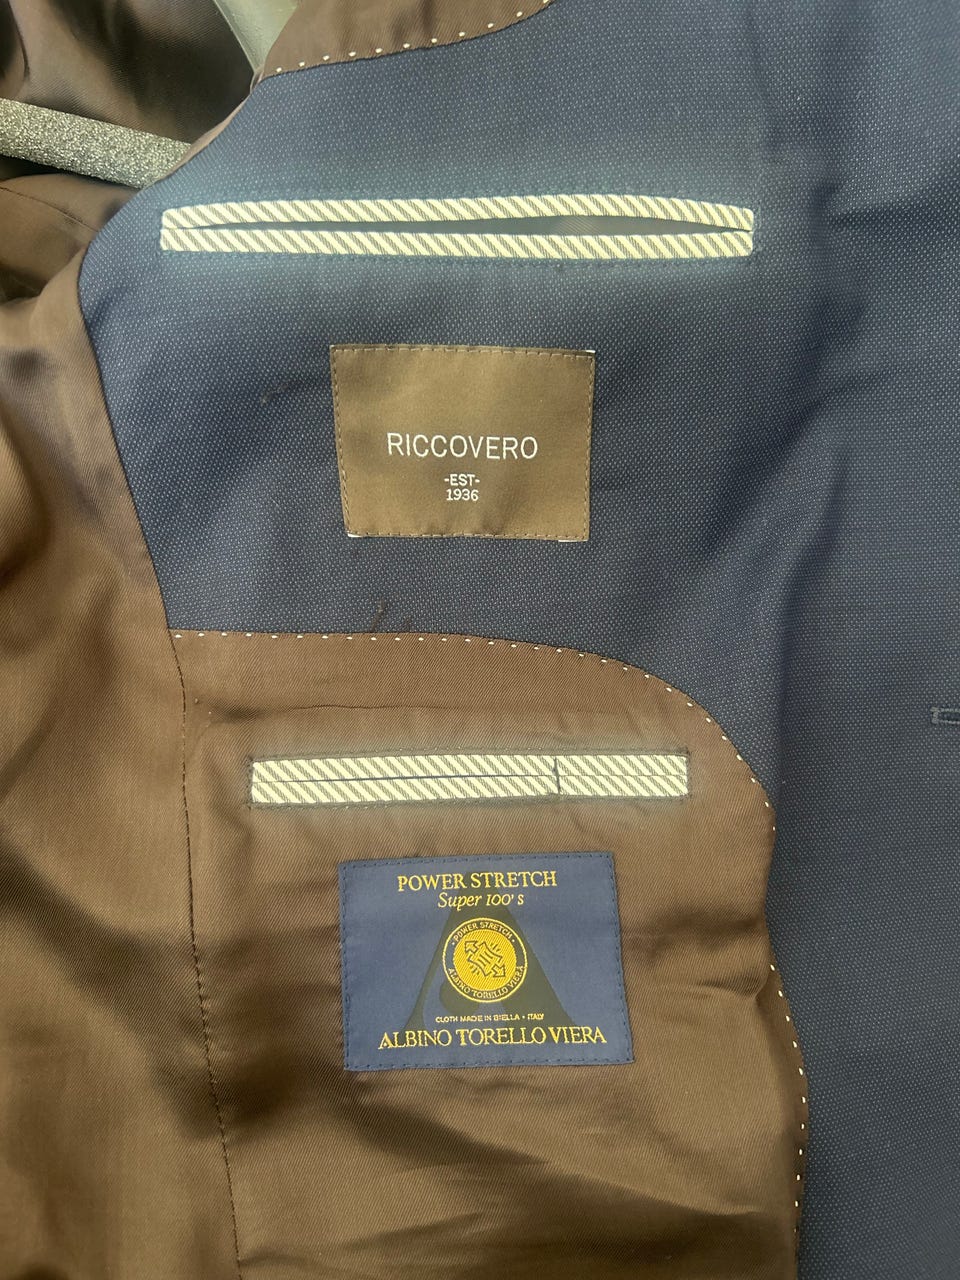 RICCOVERO
-EST-
1936
POWER STRETCH
Super 100's
• POWER STRETCH •
ALBINO TORELLO VIERA
CLOTH MADE IN BIELLA • ITALY
ALBINO TORELLO VIERA